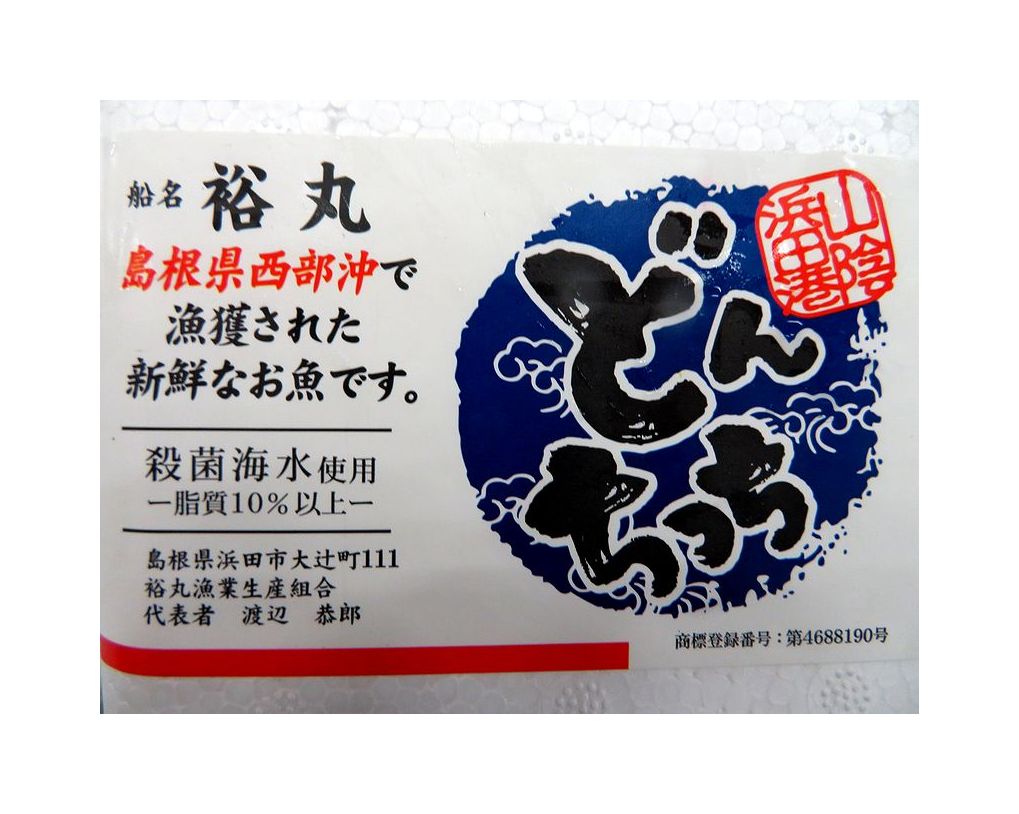 船名 裕丸
島根県西部沖で
漁獲された
新鮮なお魚です。
殺菌海水使用
ー脂質10%以上ー
島根県浜田市大辻町111
裕丸漁業生産組合
代表者 渡辺 恭郎
山陰
浜田港
どん
ちっち
商標登録番号：第4688190号